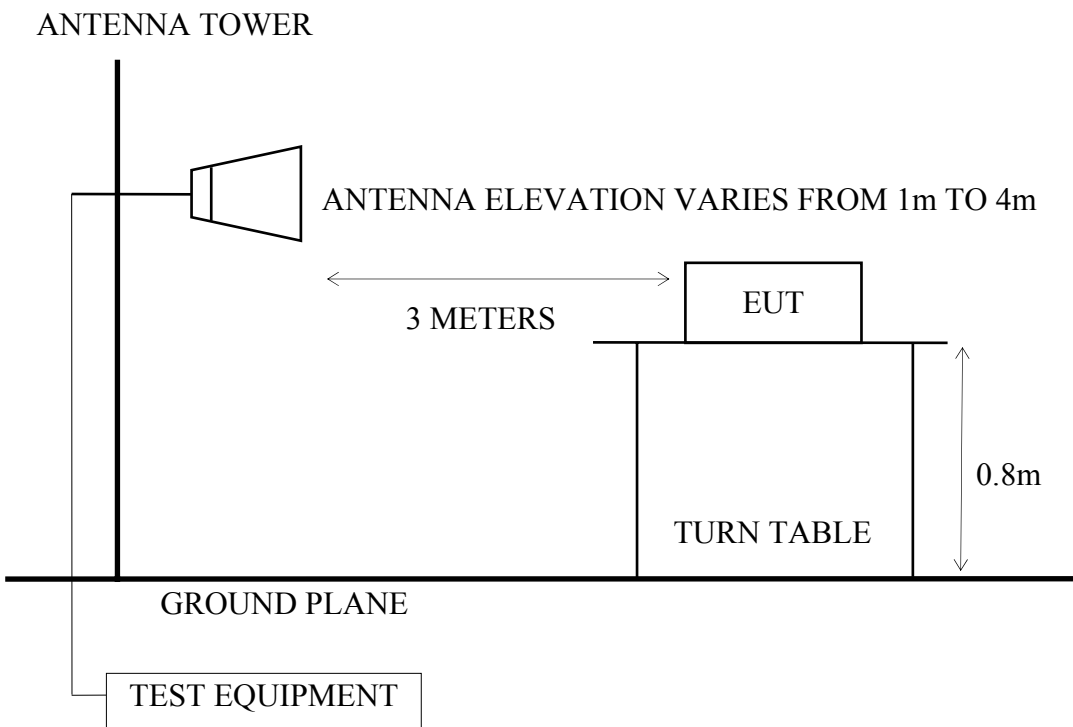 ANTENNA TOWER
ANTENNA ELEVATION VARIES FROM 1m TO 4m
EUT
3 METERS
0.8m
TURN TABLE
GROUND PLANE
TEST EQUIPMENT